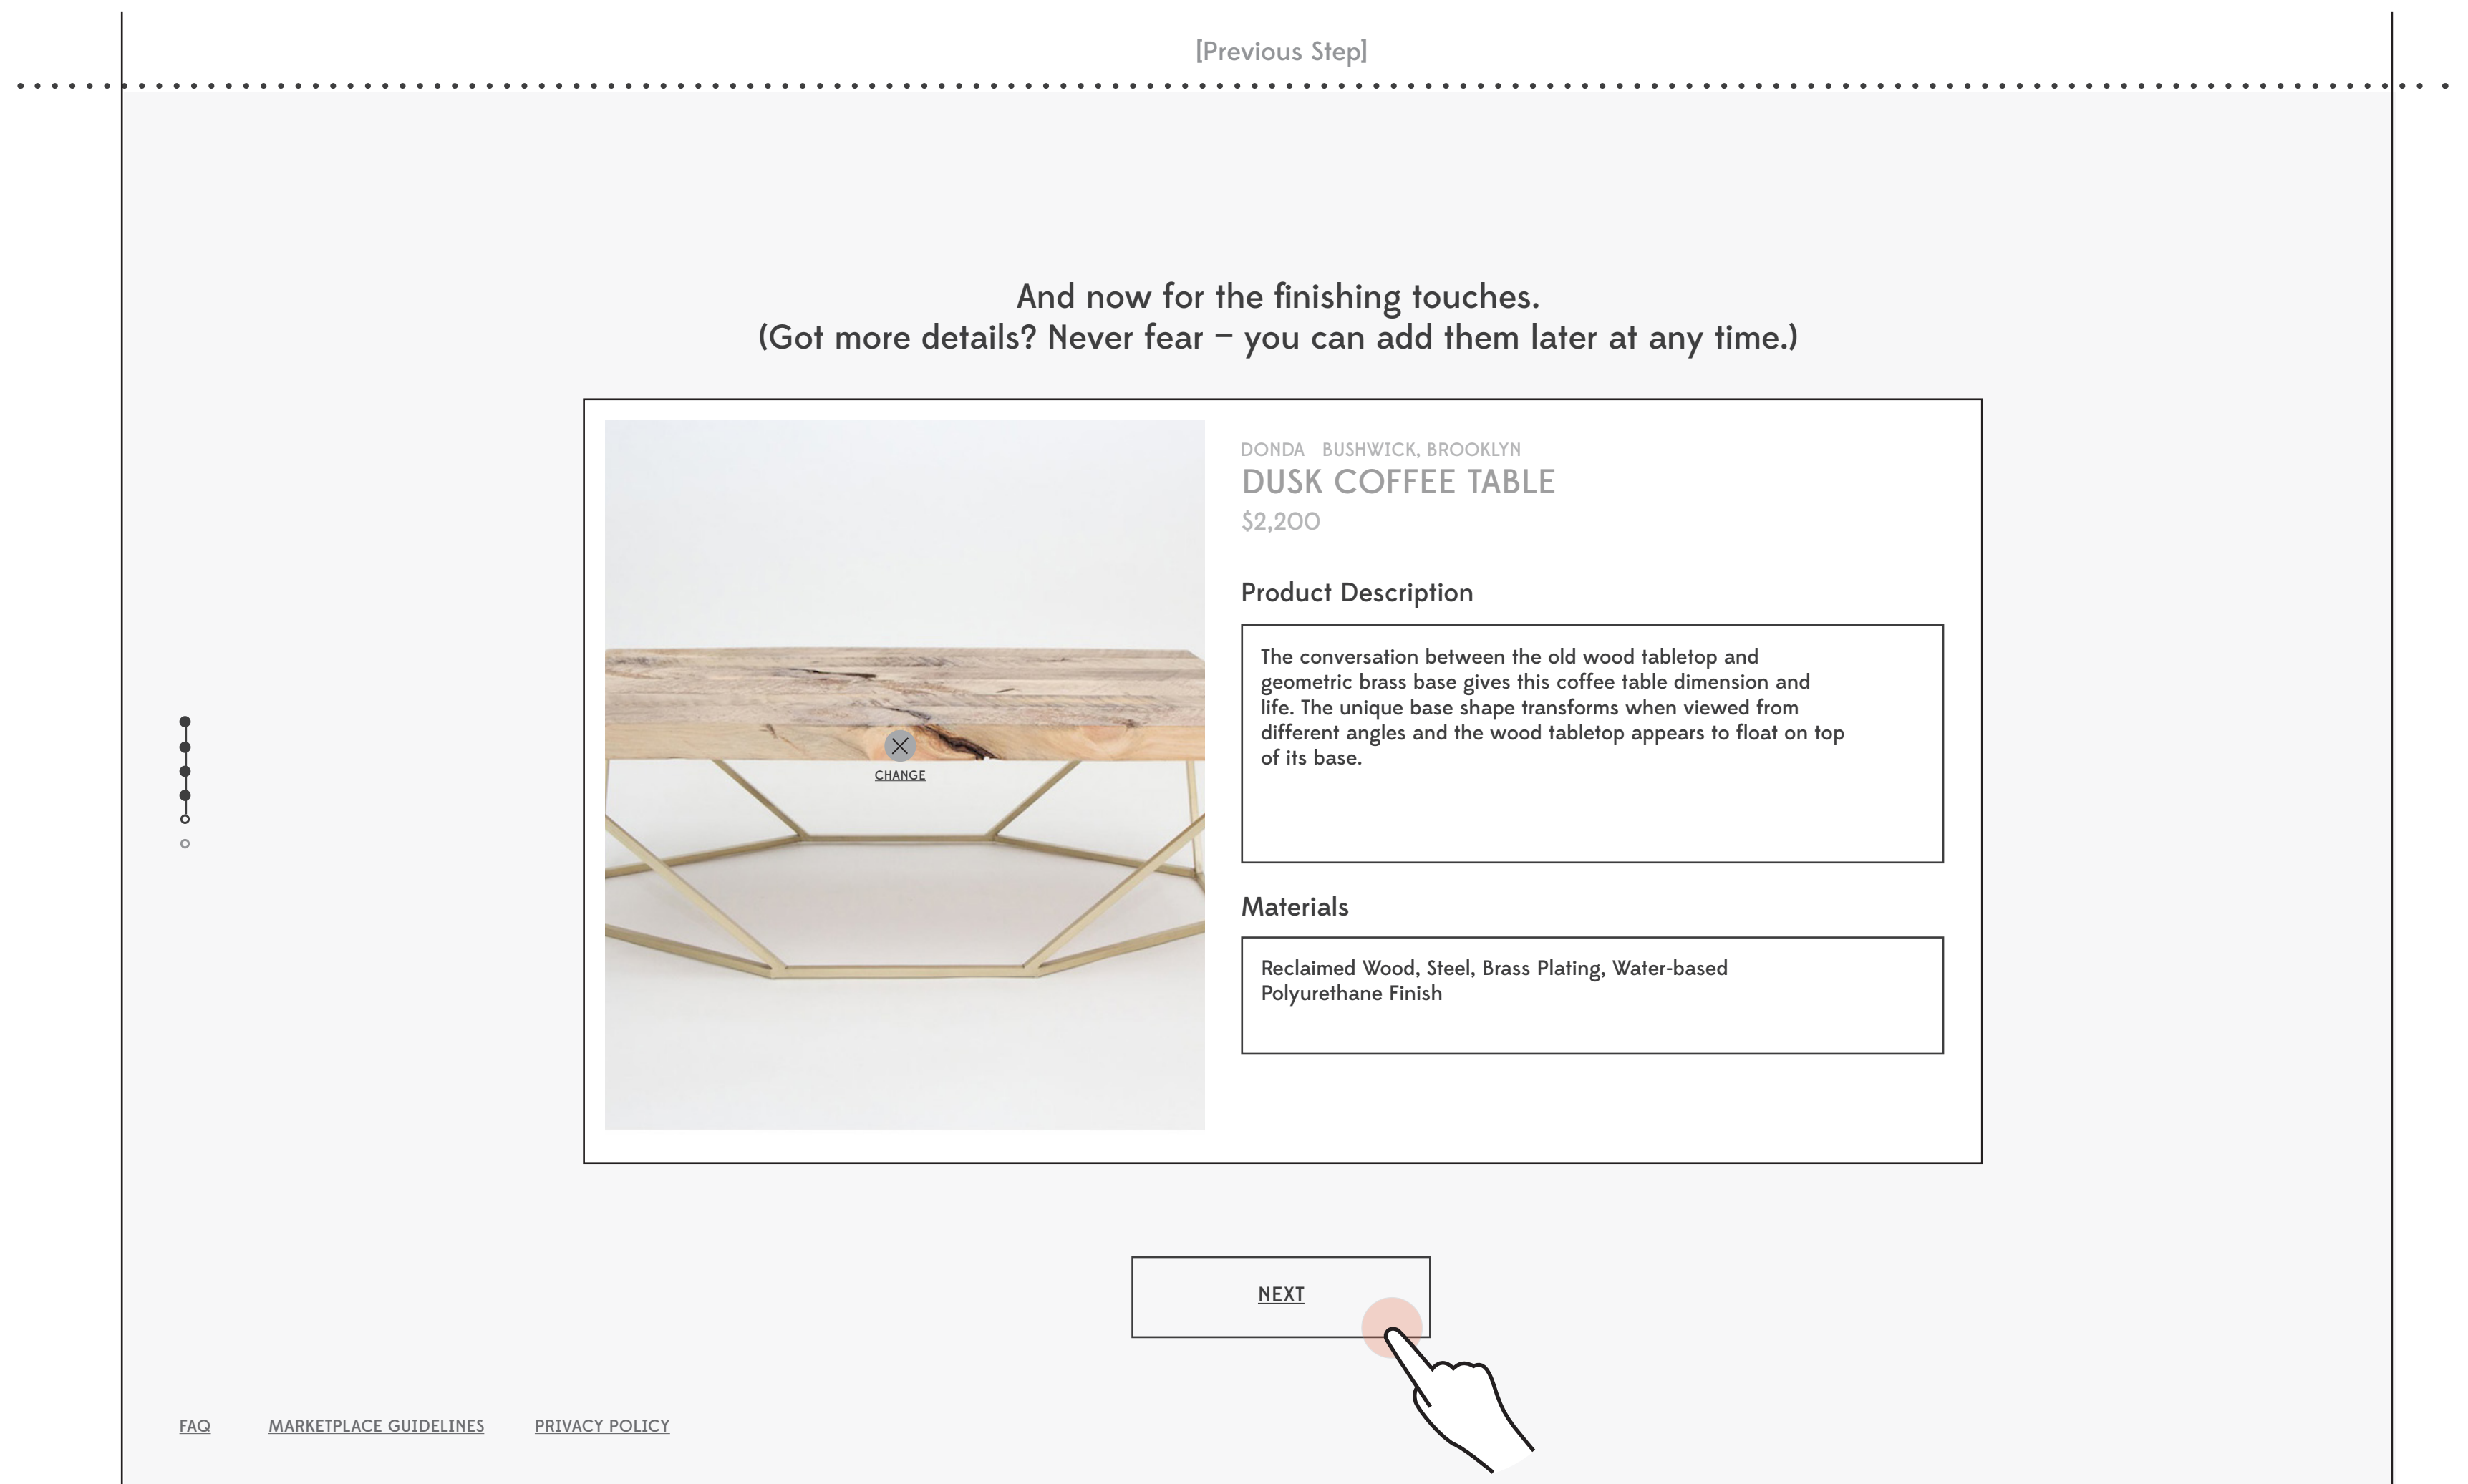 [Previous Step]
And now for the finishing touches.
(Got more details? Never fear – you can add them later at any time.)
DONDA BUSHWICK, BROOKLYN
DUSK COFFEE TABLE
$2,200
Product Description
The conversation between the old wood tabletop and
geometric brass base gives this coffee table dimension and
life. The unique base shape transforms when viewed from
different angles and the wood tabletop appears to float on top
of its base.
CHANGE
Materials
Reclaimed Wood, Steel, Brass Plating, Water-based
Polyurethane Finish
NEXT
FAQ MARKETPLACE GUIDELINES PRIVACY POLICY